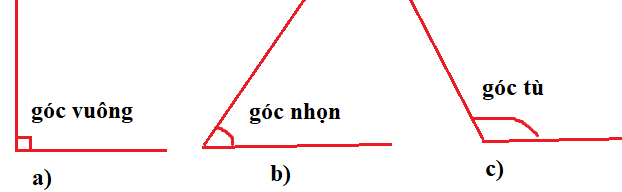 góc vuông
a)
góc nhọn
b)
góc tù
c)